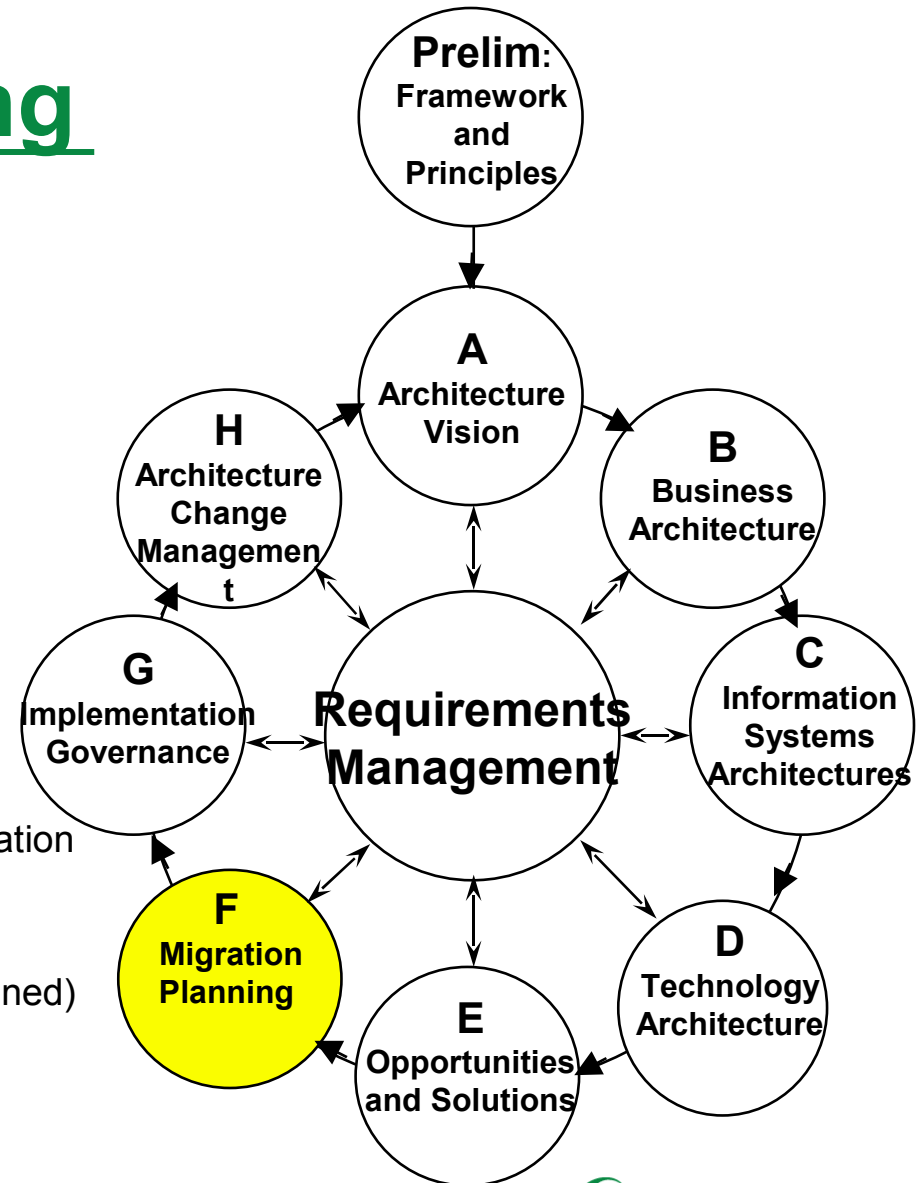 ng
Prelim:
Framework
and
Principles
A
Architecture
Vision
H
Architecture
Change
Managemen
t
B
Business
Architecture
G
Implementation
Governance
Requirements
Management
C
Information
Systems
Architectures
ation
F
Migration
Planning
ned)
E
Opportunities
and Solutions
D
Technology
Architecture